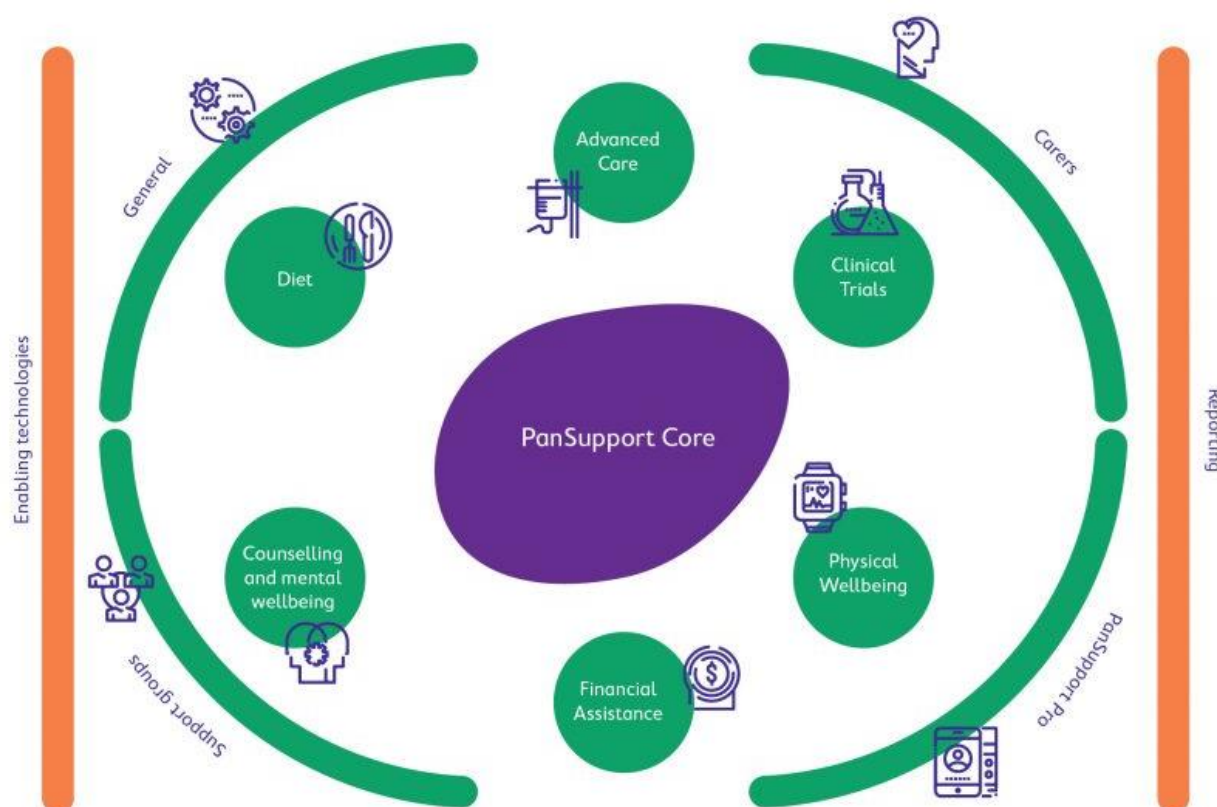 Advanced
Care
General
Carers
Diet
Clinical
Trials
Enabling technologies
PanSupport Core
Reporting
Counselling
and mental
wellbeing
Physical
Wellbeing
Support groups
Financial
Assistance
$
PanSupport Pro